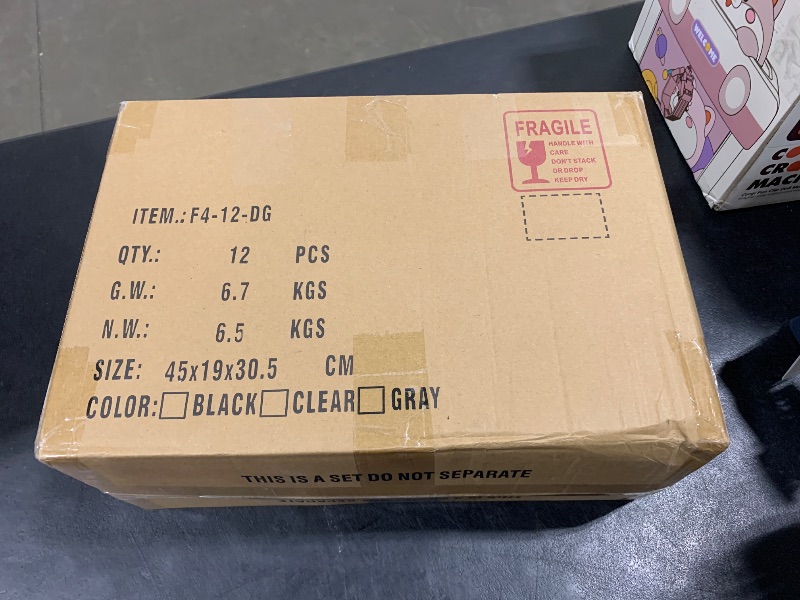 WELCOME
FRAGILE
HANDLE WITH
CARE
DON'T STACK
OR DROP
KEEP DRY
ITEM.: F4-12-DG
QTY.: 12 PCS
G.W.: 6.7 KGS
N.W.: 6.5 KGS
SIZE: 45x19x30.5 CM
COLOR: BLACK CLEAR GRAY
THIS IS A SET DO NOT SEPARATE